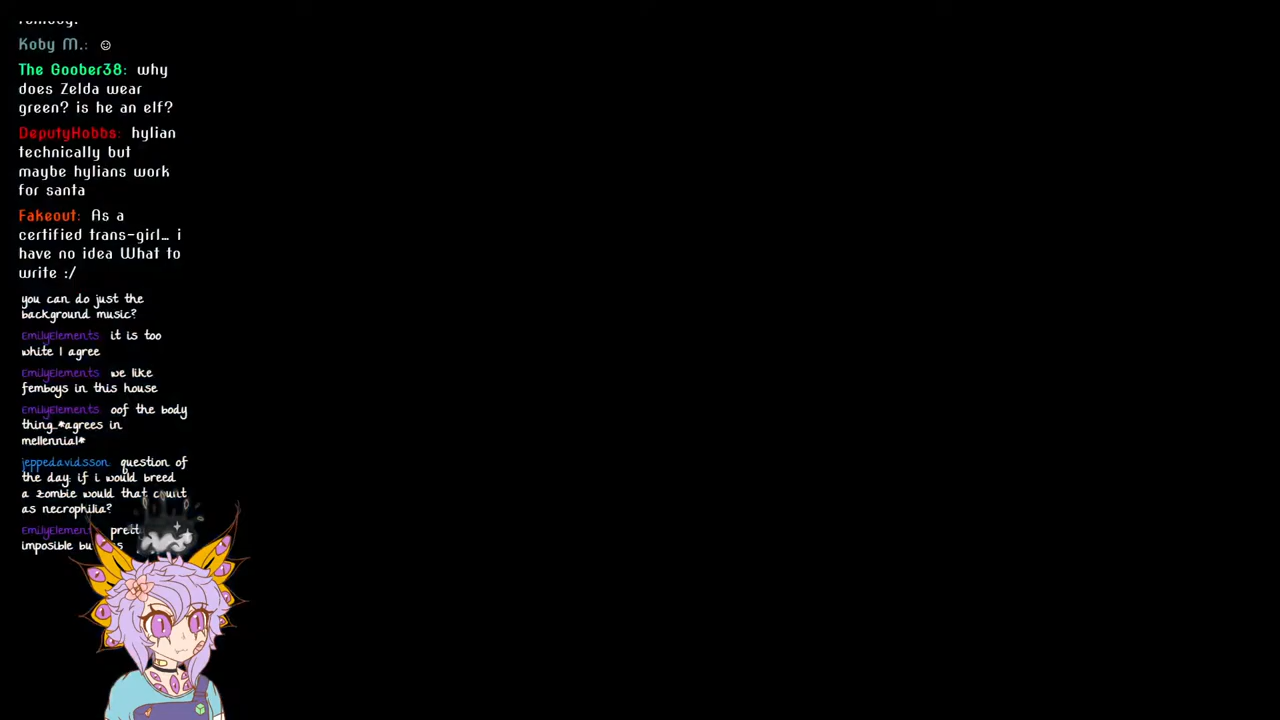 Koby M.: ☺
The Goober38: why
does Zelda wear
green? is he an elf?
DeputyHobbs: hylian
technically but
maybe hylians work
for santa
Fakeout: As a
certified trans-girl... i
have no idea What to
write :/
you can do just the
background music?
EmilyElements it is too
white I agree
EmilyElements we like
femboys in this house
EmilyElements oof the body
thing *agrees in
mellennial*
jeppedavidsson question of
the day: if i would breed
a zombie would that count
as necrophilia?
imposible